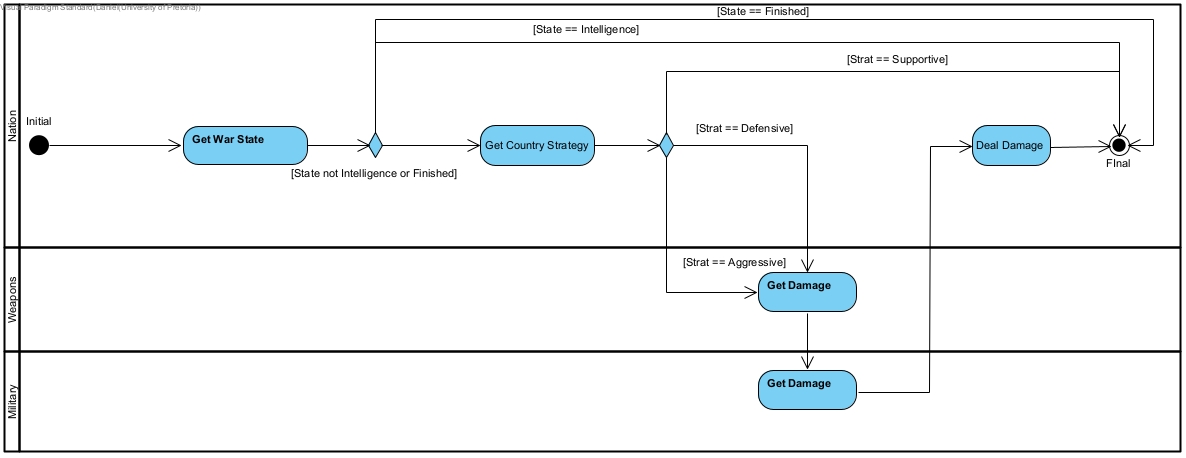 Visual Paradigm Standard(Daniel(University of Pretoria))
[State == Finished]
[State == Intelligence]
[Strat == Supportive]
Nation
Initial
[Strat == Defensive]
Get War State
Get Country Strategy
Deal Damage
FInal
[State not Intelligence or Finished]
Weapons
[Strat == Aggressive]
Get Damage
Military
Get Damage